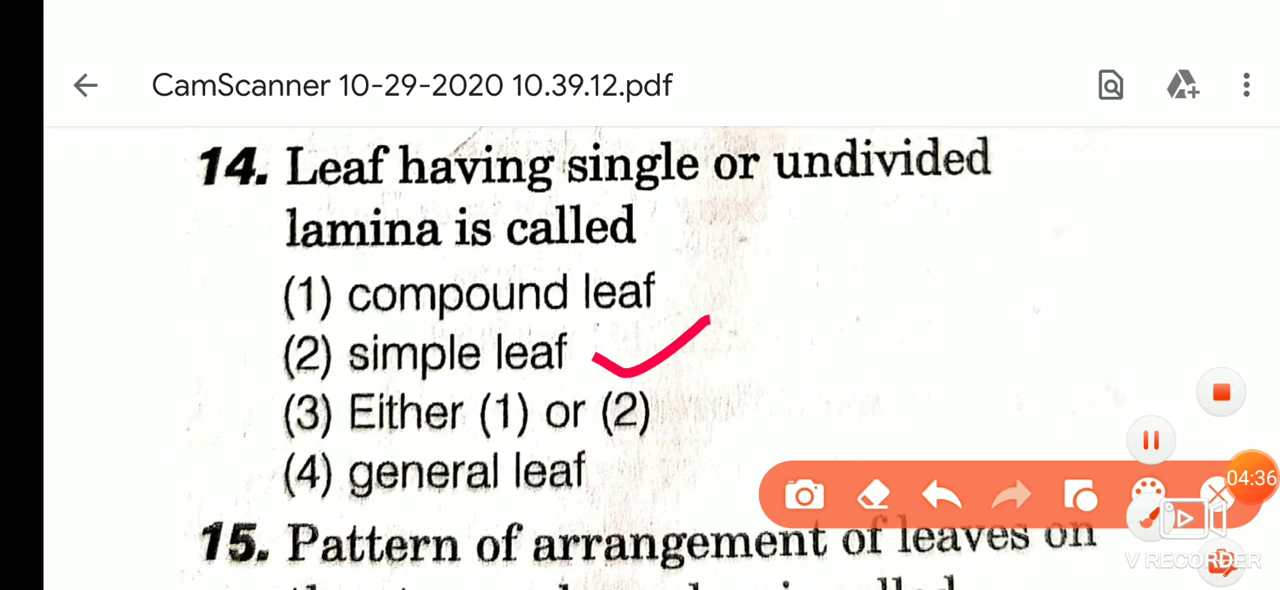 CamScanner 10-29-2020 10.39.12.pdf
14. Leaf having single or undivided
lamina is called
(1) compound leaf
(2) simple leaf
(3) Either (1) or (2)
(4) general leaf
04:36
15. Pattern of arrangement of leaves on
V RECORDER